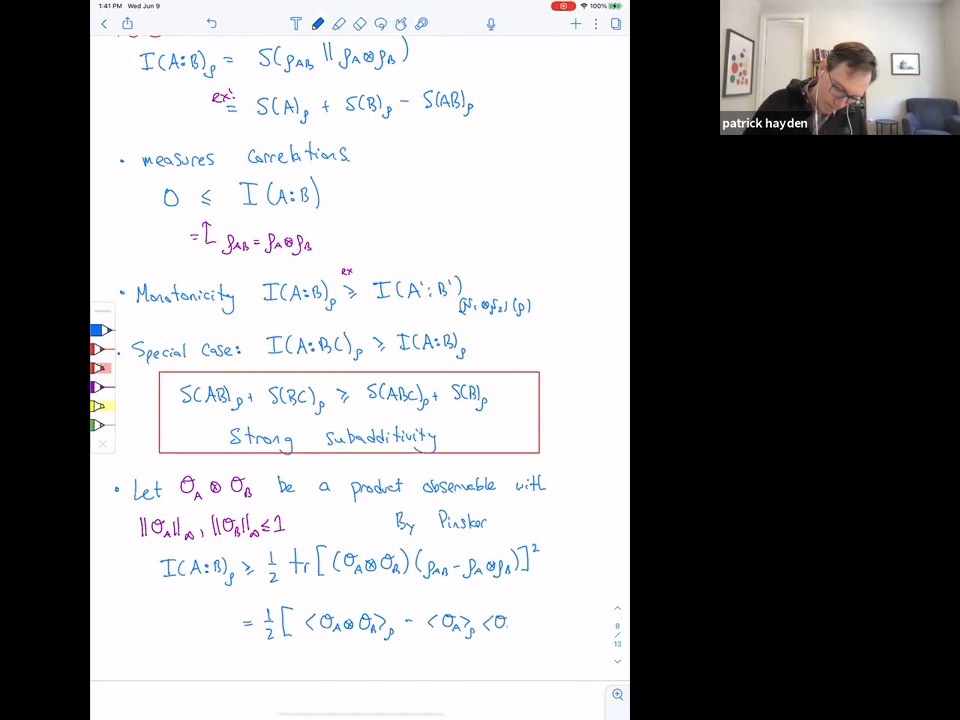 1:41 PM Wed Jun 9
100%
I(A:B)ρ = S(ρAB || ρA⊗ρB)
ex: = S(A)ρ + S(B)ρ - S(AB)ρ
• measures correlations
0 ≤ I(A:B)
= ρAB = ρA⊗ρB
• Monotonicity I(A:B)ρ ≥ I(A':B')(N1⊗N2)(ρ)
ex
• Special case: I(A:BC)ρ ≥ I(A:B)ρ
S(AB)ρ + S(BC)ρ ≥ S(ABC)ρ + S(B)ρ
Strong subadditivity
• Let OA ⊗ OB be a product observable with
||OA||∞, ||OB||∞ ≤ 1 By Pinsker
I(A:B)ρ ≥ 1/2 tr[(OA⊗OB)(ρAB - ρA⊗ρB)]²
= 1/2 [<OA⊗OB>ρ - <OA>ρ <O
8
/
13
patrick hayden